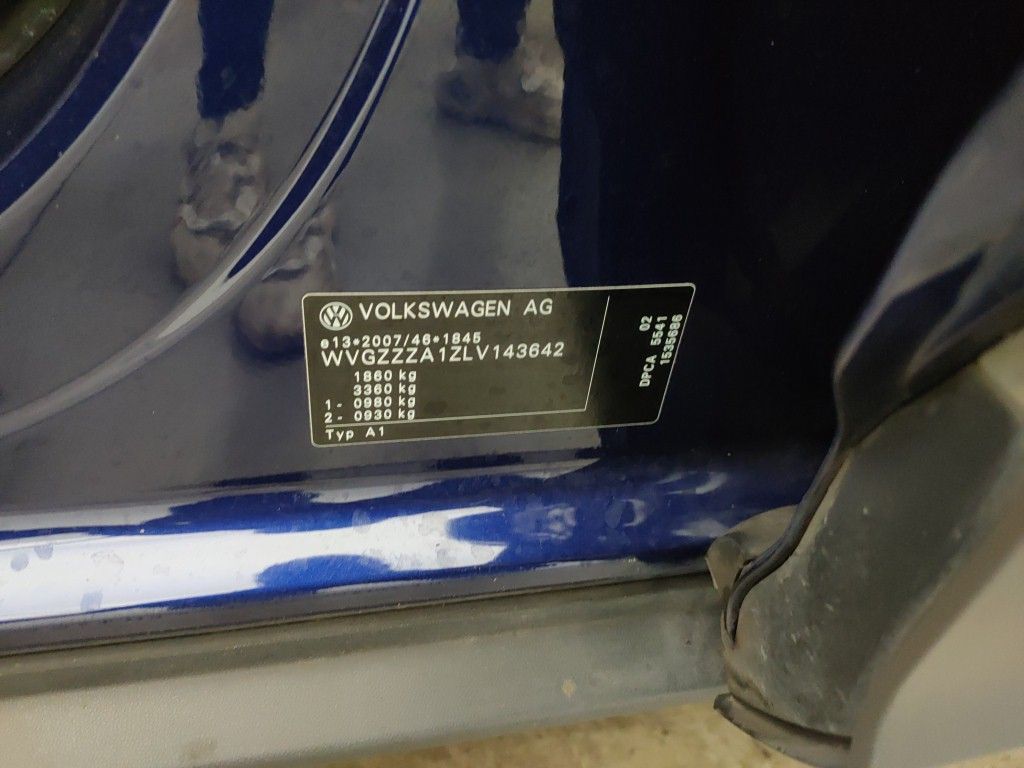 VOLKSWAGEN AG
e13*2007/46*1845
WVGZZZA1ZLV143642
1860 kg
3360 kg
1- 0980 kg
2- 0930 kg
Typ A1
02
DPCA 5541
1535686